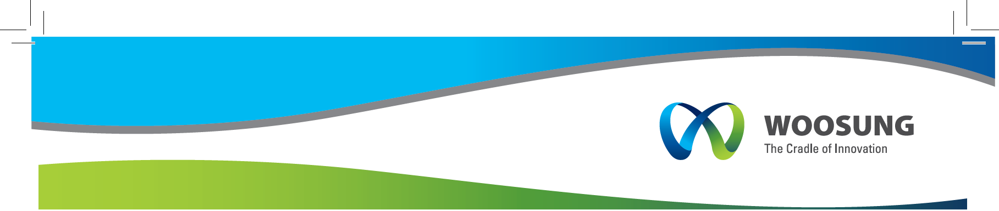 WOOSUNG
The Cradle of Innovation